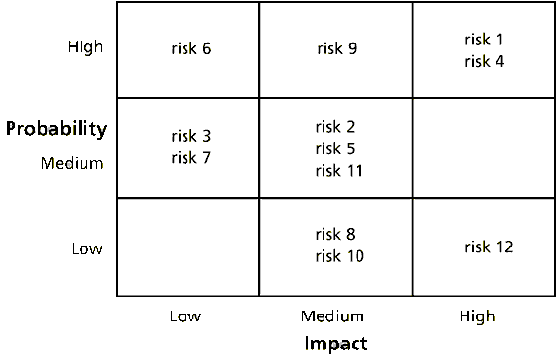 High
risk 6
risk 9
risk 1
risk 4
Probability
Medium
risk 3
risk 7
risk 2
risk 5
risk 11
Low
risk 8
risk 10
risk 12
Low
Medium
High
Impact